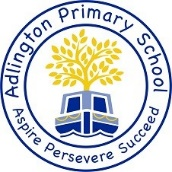 Adlington Primary School
Aspire Persevere Succeed